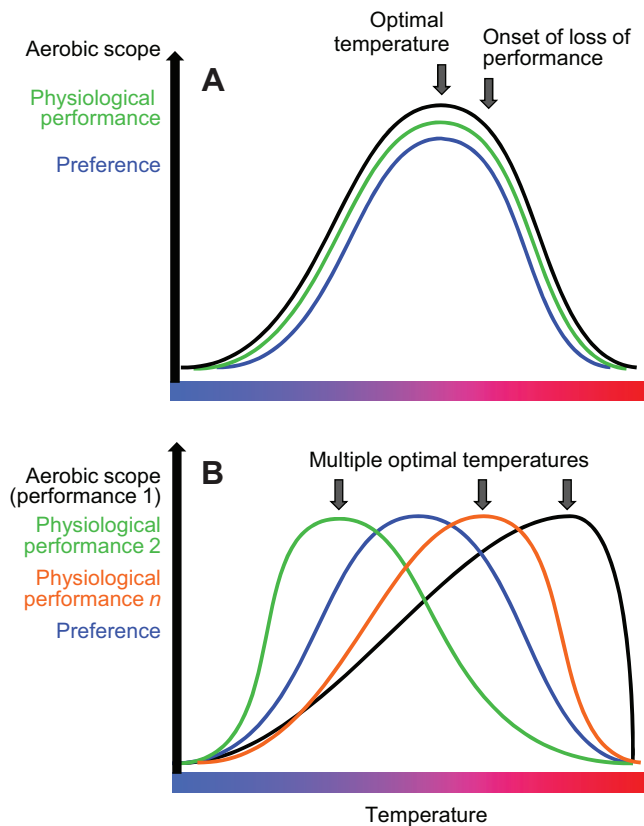 Aerobic scope
Physiological
performance
Preference
A
Optimal
temperature
Onset of loss of
performance
B
Aerobic scope
(performance 1)
Physiological
performance 2
Physiological
performance n
Preference
Multiple optimal temperatures
Temperature